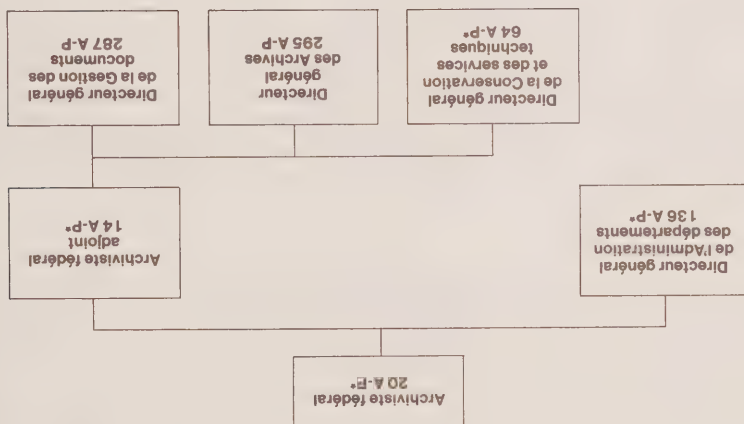 Archiviste fédéral
20 A-E*
Directeur général
de l'Administration
des départements
136 A-P*
Archiviste fédéral
adjoint
14 A-P*
Directeur général
de la Conservation
et des services
techniques
64 A-P*
Directeur
général
des Archives
295 A-P
Directeur général
de la Gestion des
documents
287 A-P